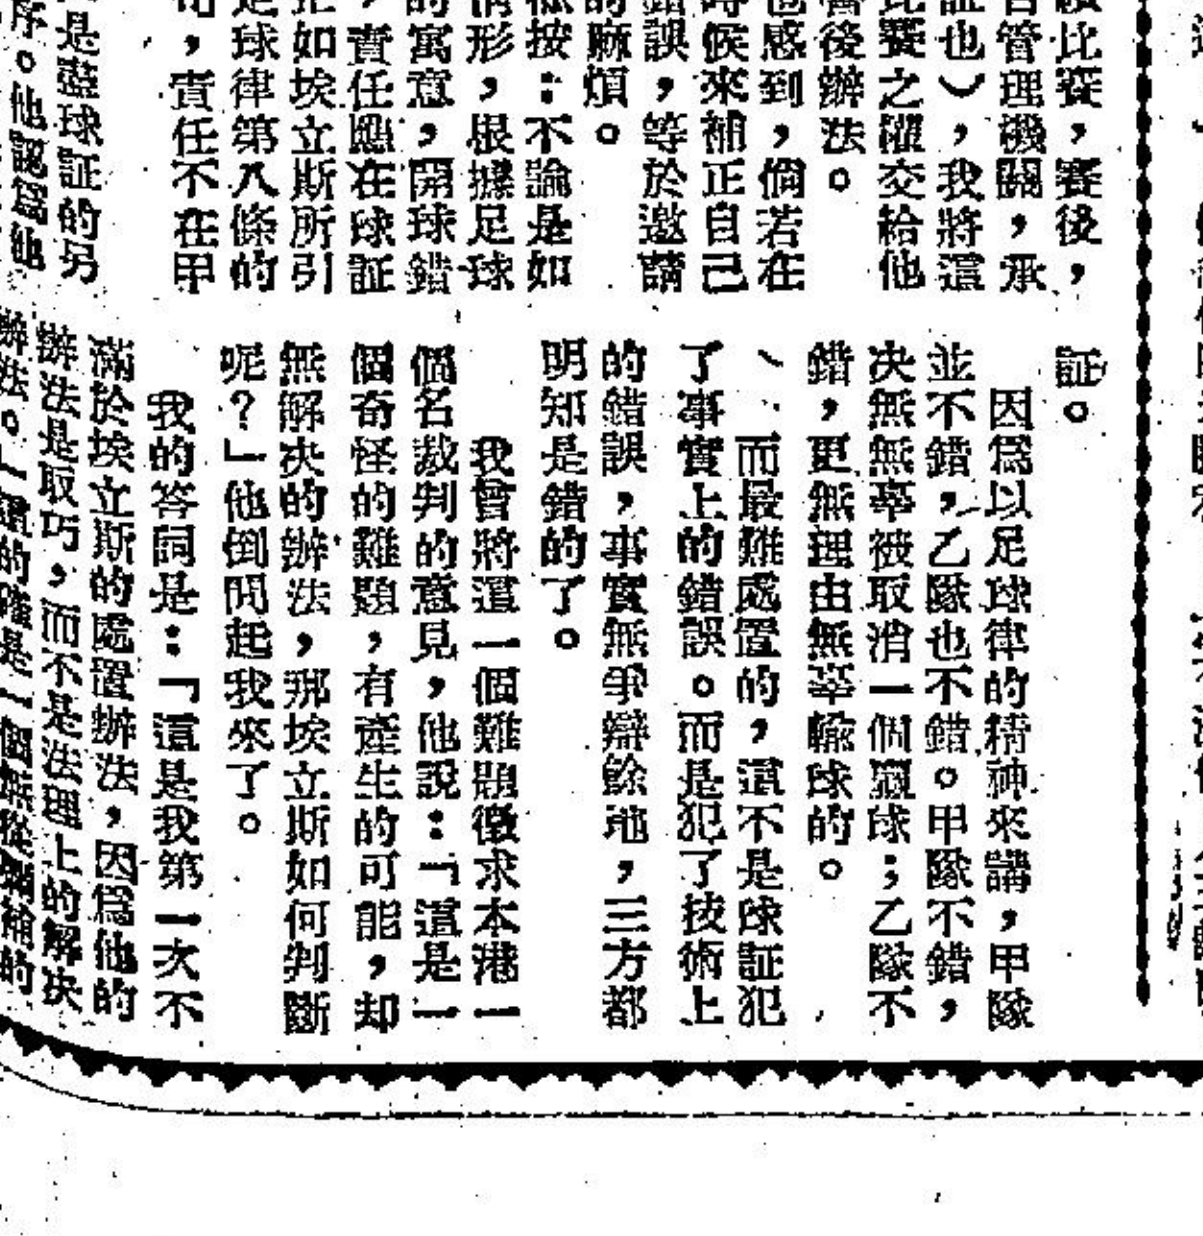 該比賽，賽後，
管理機關，承
証也），我將這
比賽之權交給他
賽後辦法。
也感到，倘若在
時候來補正自己
錯誤，等於邀請
的麻煩。
按：不論是如
情形，根據足球
的寓意，開球錯
，責任應在球証
如埃立斯所引
是球律第八條的
，責任不在甲
是藍球証的另
序。他認爲他
証。
因爲以足球律的精神來講，甲隊
並不錯，乙隊也不錯。甲隊不錯，
决無無辜被取消一個贏球；乙隊不
錯，更無理由無辜輸球的。
、而最難處置的，這不是球証犯
了事實上的錯誤。而是犯了技術上
的錯誤，事實無爭辯餘地，三方都
明知是錯的了。
我曾將這一個難題徵求本港一
個名裁判的意見，他說：「這是一
個奇怪的難題，有產生的可能，却
無解决的辦法，那埃立斯如何判斷
呢？」他倒問起我來了。
我的答詞是：「這是我第一次不
滿於埃立斯的處置辦法，因爲他的
辦法是取巧，而不是法理上的解决
辦法。」這的確是一個無從彌補的